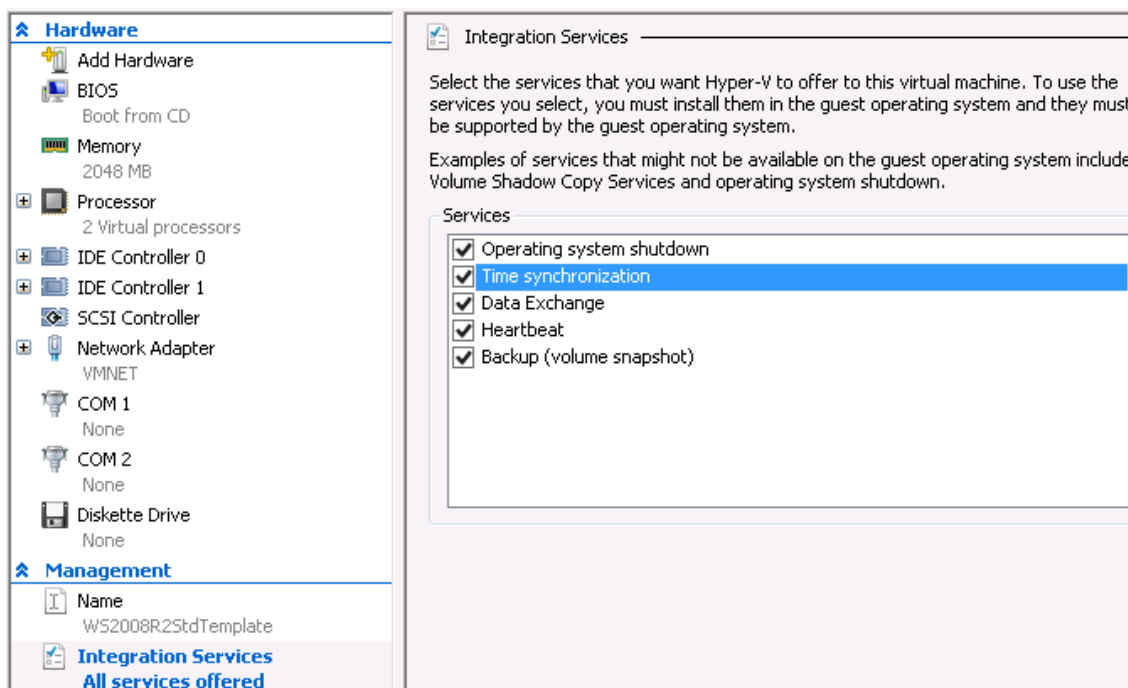 Hardware
Add Hardware
BIOS
Boot from CD
Memory
2048 MB
Processor
2 Virtual processors
IDE Controller 0
IDE Controller 1
SCSI Controller
Network Adapter
VMNET
COM 1
None
COM 2
None
Diskette Drive
None
Management
Name
WS2008R2StdTemplate
Integration Services
All services offered
Integration Services
Select the services that you want Hyper-V to offer to this virtual machine. To use the
services you select, you must install them in the guest operating system and they must
be supported by the guest operating system.
Examples of services that might not be available on the guest operating system include
Volume Shadow Copy Services and operating system shutdown.
Services
Operating system shutdown
Time synchronization
Data Exchange
Heartbeat
Backup (volume snapshot)